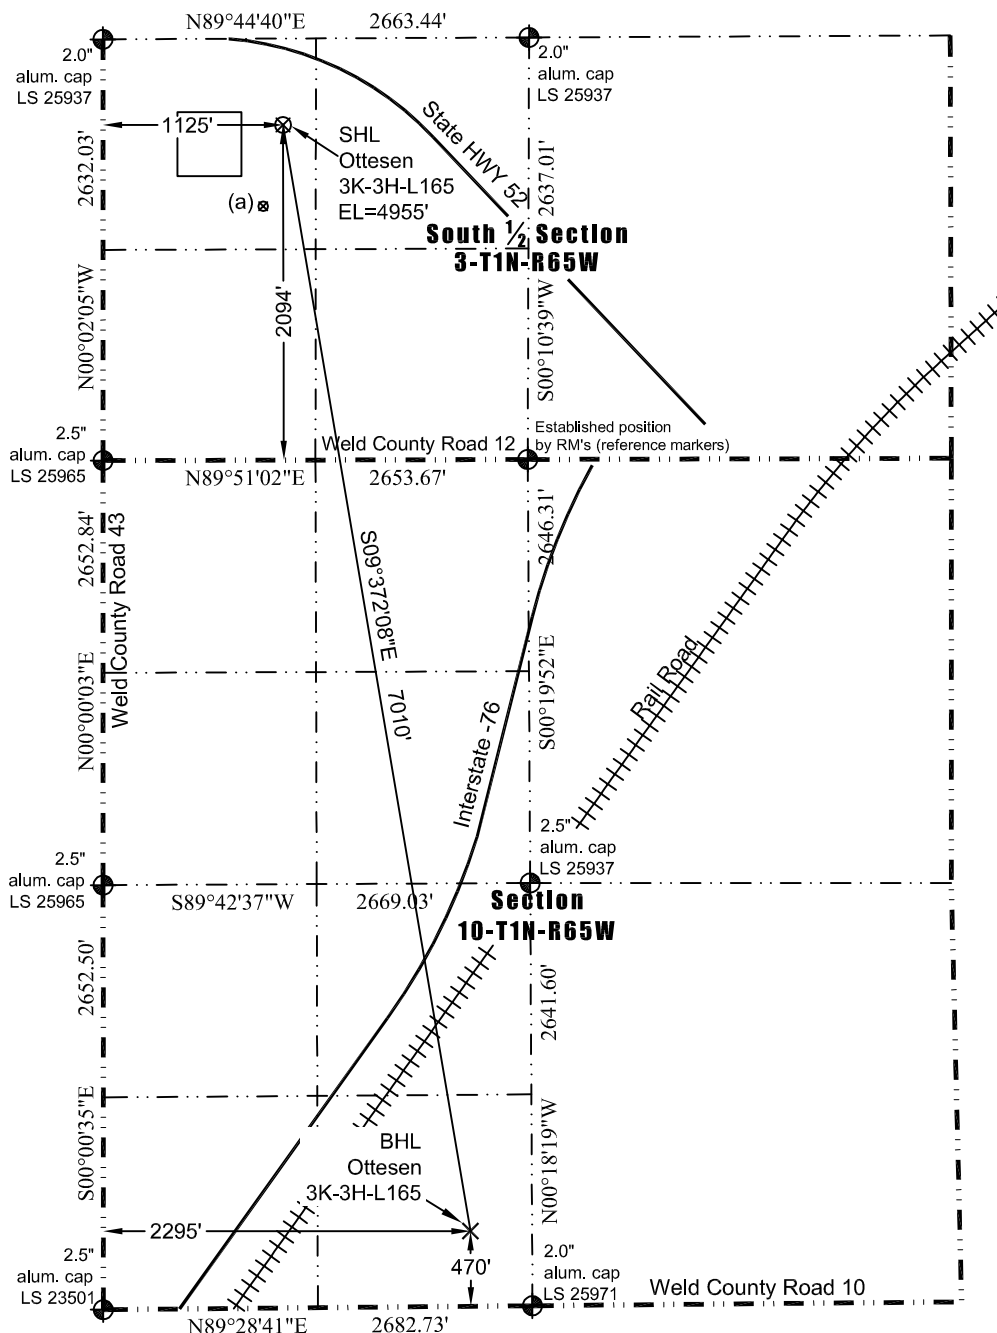 N89°44'40"E
2663.44'
2.0"
alum. cap
LS 25937
2.0"
alum. cap
LS 25937
1125'
SHL
Ottesen
3K-3H-L165
EL=4955'
(a)
State HWY 52
2632.03'
N00°02'05"W
2637.01'
S00°10'39"W
South ½ Section
3-T1N-R65W
2094'
2.5"
alum. cap
LS 25965
Weld County Road 12
Established position
by RM's (reference markers)
N89°51'02"E
2653.67'
2652.84'
N00°00'03"E
Weld County Road 43
S09°372'08"E
7010'
2646.31'
S00°19'52"E
Interstate -76
Rail Road
2.5"
alum. cap
LS 25937
2.5"
alum. cap
LS 25965
S89°42'37"W
2669.03'
Section
10-T1N-R65W
2652.50'
S00°00'35"E
2641.60'
N00°18'19"W
BHL
Ottesen
3K-3H-L165
2295'
470'
2.5"
alum. cap
LS 23501
2.0"
alum. cap
LS 25971
Weld County Road 10
N89°28'41"E
2682.73'